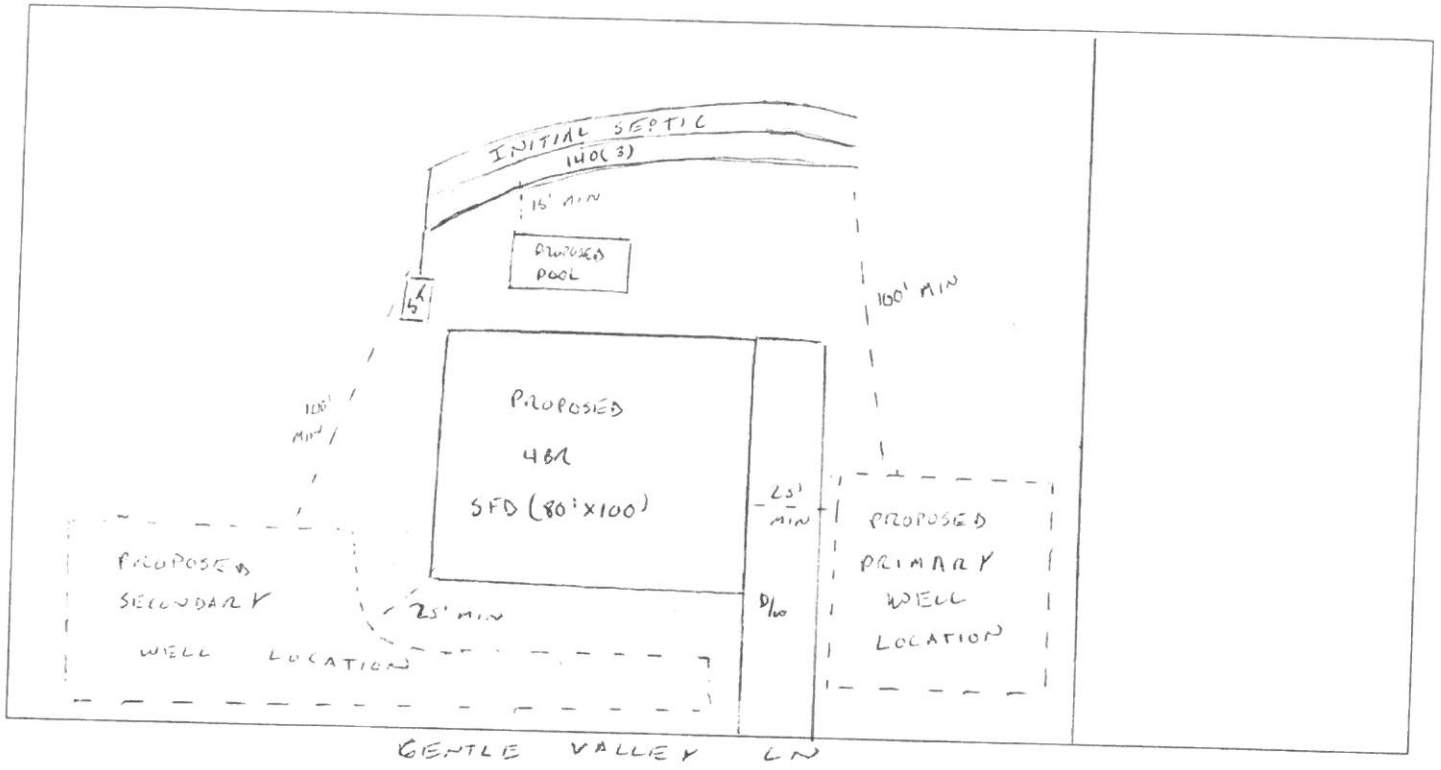 INITIAL SEPTIC
140(3)
15' MIN
PROPOSED
POOL
100' MIN
100'
MIN
PROPOSED
4BR
SFD (80'X100)
25'
MIN
PROPOSED
PRIMARY
WELL
LOCATION
PROPOSED
SECONDARY
WELL LOCATION
25' MIN
D/W
GENTLE VALLEY LN